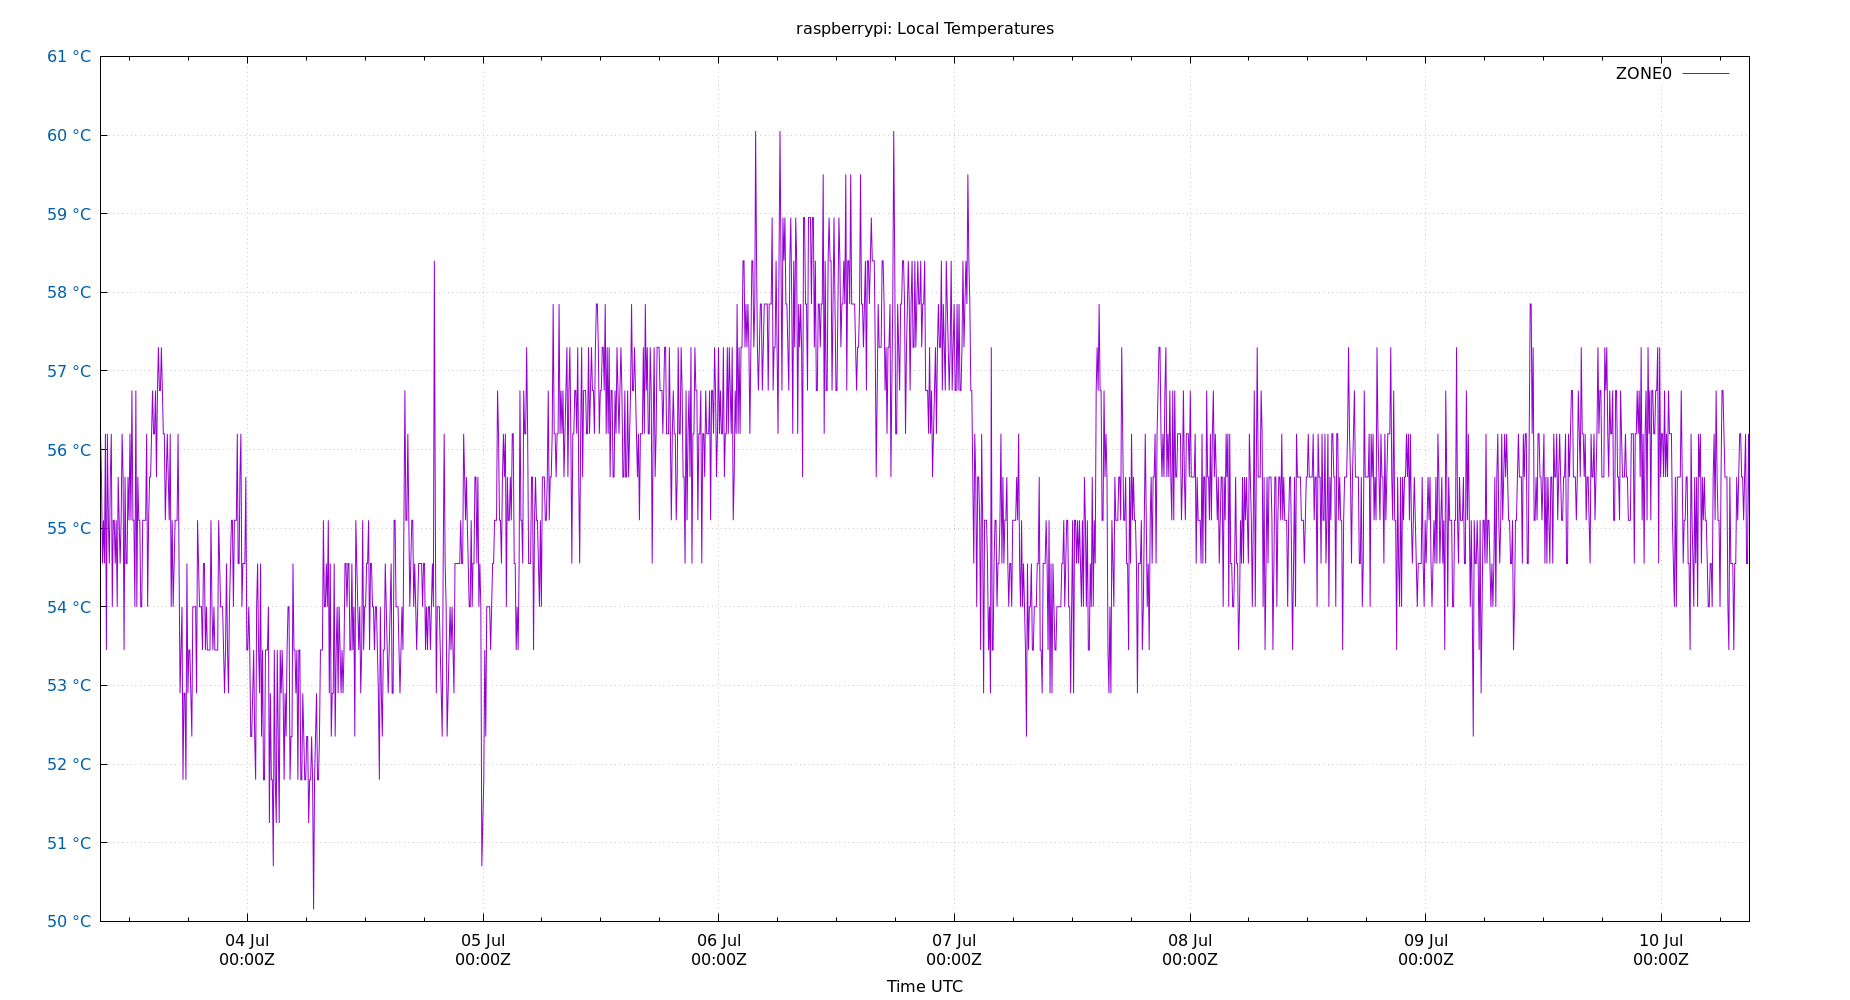 raspberrypi: Local Temperatures
61 °C
ZONE0
60 °C
59 °C
58 °C
57 °C
56 °C
55 °C
54 °C
53 °C
52 °C
51 °C
50 °C
04 Jul 05 Jul 06 Jul 07 Jul 08 Jul 09 Jul 10 Jul
00:00Z 00:00Z 00:00Z 00:00Z 00:00Z 00:00Z 00:00Z
Time UTC